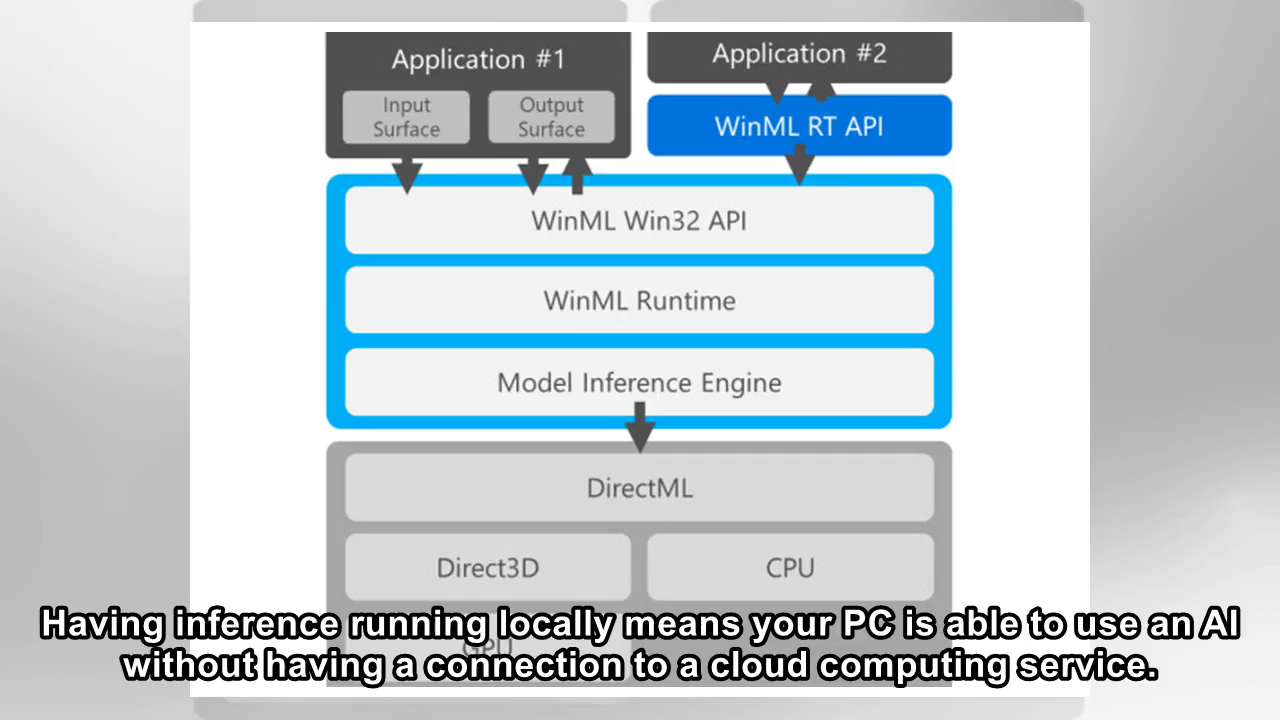 Application #1
Application #2
Input
Surface
Output
Surface
WinML RT API
WinML Win32 API
WinML Runtime
Model Inference Engine
DirectML
Direct3D
CPU
GPU
Having inference running locally means your PC is able to use an AI
without having a connection to a cloud computing service.